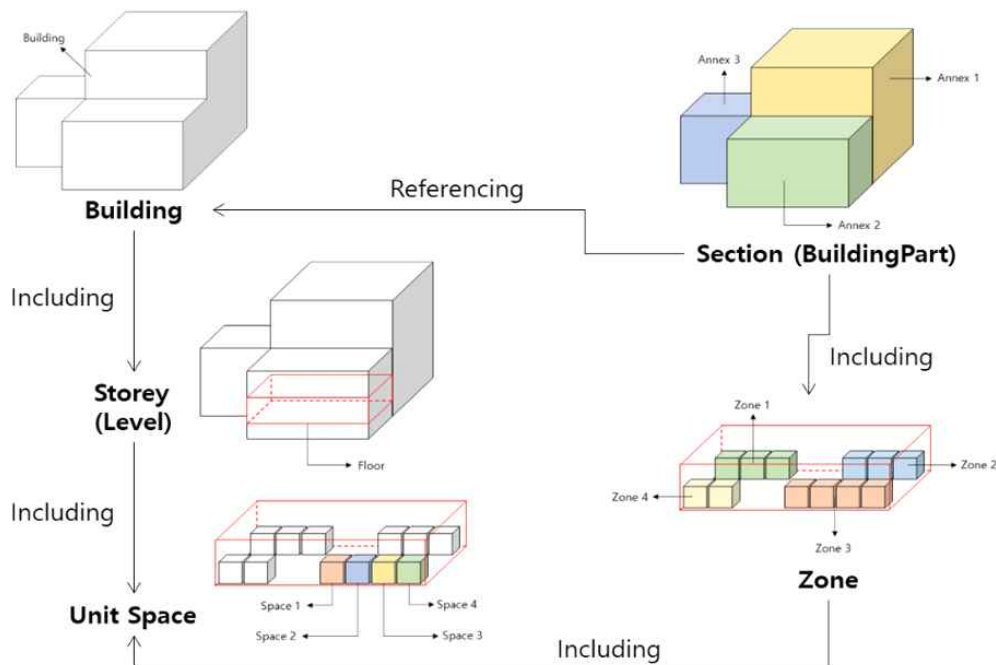 Building
Annex 3
Annex 1
Annex 2
Referencing
Building
Section (BuildingPart)
Including
Including
Storey
(Level)
Floor
Zone 1
Zone 2
Zone 4
Zone 3
Zone
Including
Space 1
Space 4
Space 2
Space 3
Unit Space
Including